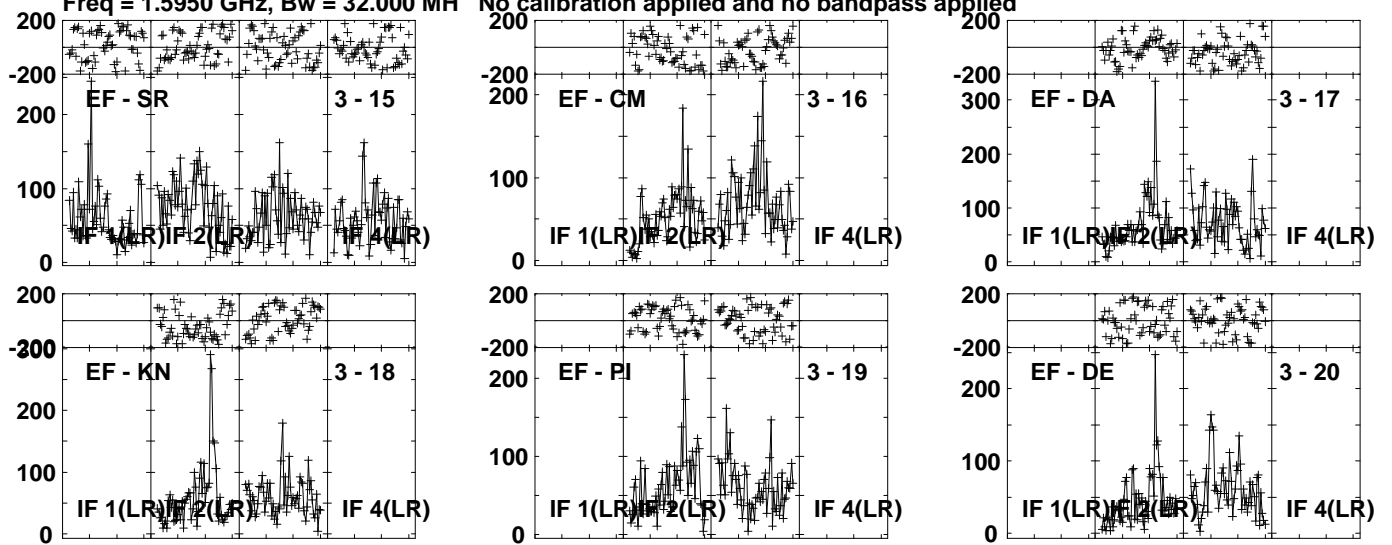 Freq = 1.5950 GHz, Bw = 32.000 MH No calibration applied and no bandpass applied
200
-200
200
100
0
EF - SR
3 - 15
IF 1(LR)
IF 2(LR)
IF 4(LR)
200
-200
200
100
0
EF - CM
3 - 16
IF 1(LR)
IF 2(LR)
IF 4(LR)
200
-200
300
200
100
0
EF - DA
3 - 17
IF 1(LR)
IF 2(LR)
IF 4(LR)
200
-200
300
200
100
0
EF - KN
3 - 18
IF 1(LR)
IF 2(LR)
IF 4(LR)
200
-200
200
100
0
EF - PI
3 - 19
IF 1(LR)
IF 2(LR)
IF 4(LR)
200
-200
200
100
0
EF - DE
3 - 20
IF 1(LR)
IF 2(LR)
IF 4(LR)